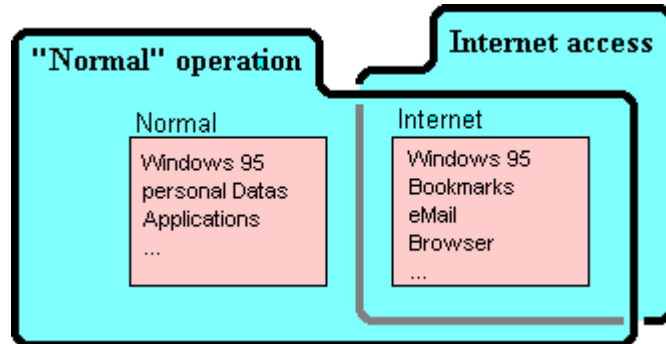 "Normal" operation
Internet access
Normal
Windows 95
personal Datas
Applications
...
Internet
Windows 95
Bookmarks
eMail
Browser
...